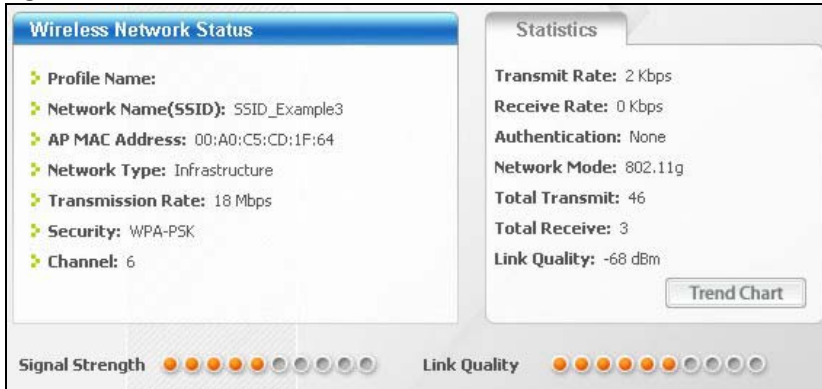 Wireless Network Status
Profile Name:
Network Name(SSID): SSID_Example3
AP MAC Address: 00:A0:C5:CD:1F:64
Network Type: Infrastructure
Transmission Rate: 18 Mbps
Security: WPA-PSK
Channel: 6
Statistics
Transmit Rate: 2 Kbps
Receive Rate: 0 Kbps
Authentication: None
Network Mode: 802.11g
Total Transmit: 46
Total Receive: 3
Link Quality: -68 dBm
Trend Chart
Signal Strength
Link Quality